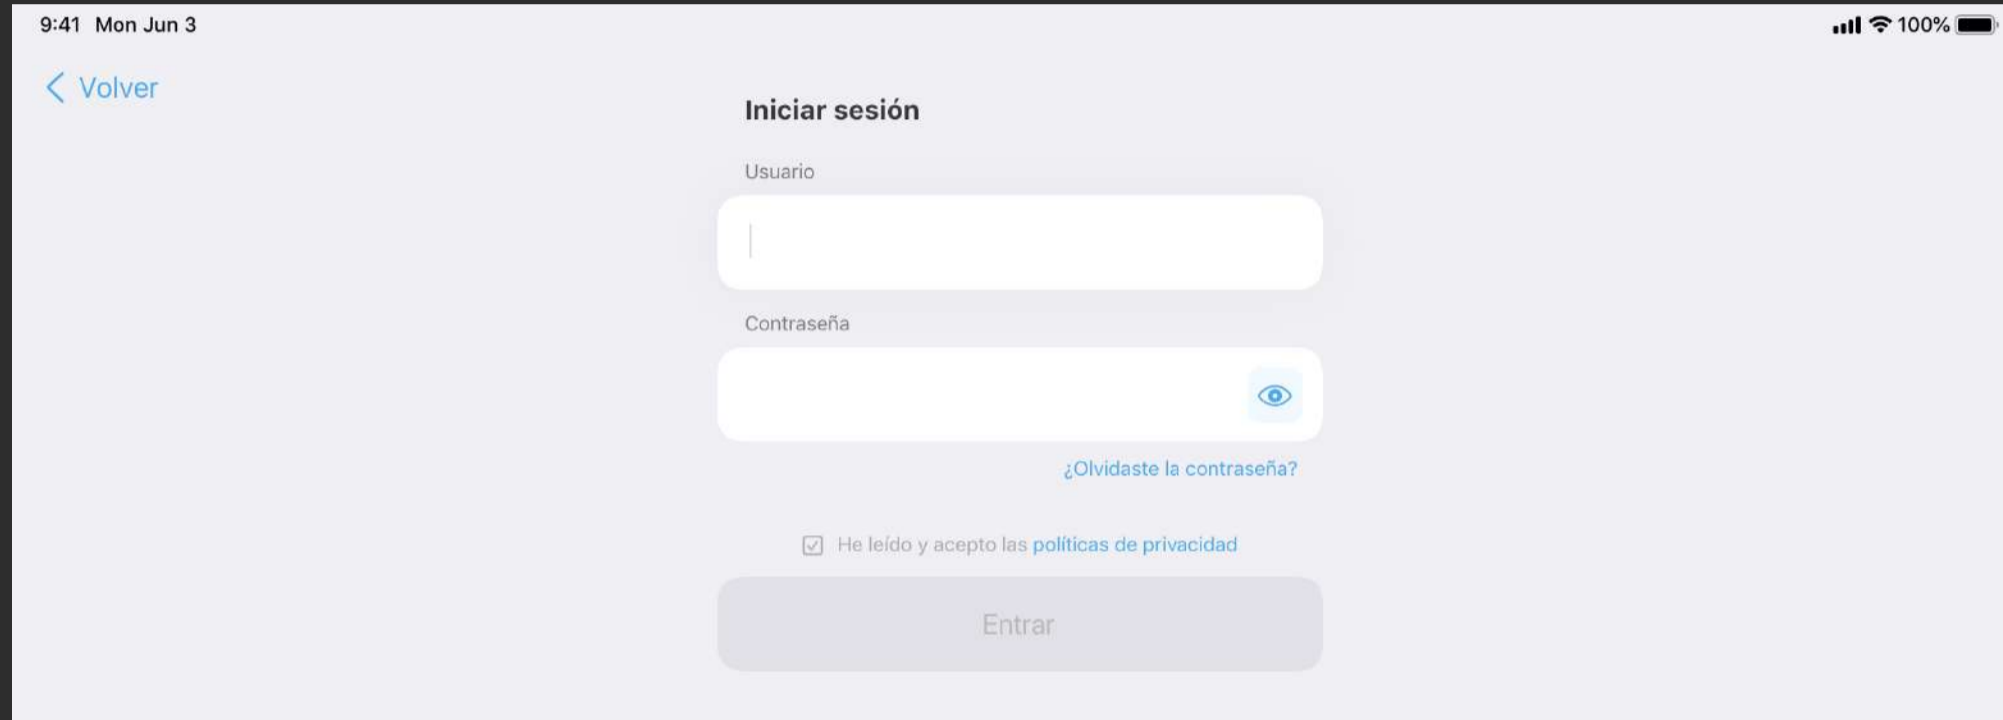 9:41 Mon Jun 3
100%
Volver
Iniciar sesión
Usuario
Contraseña
¿Olvidaste la contraseña?
He leído y acepto las políticas de privacidad
Entrar